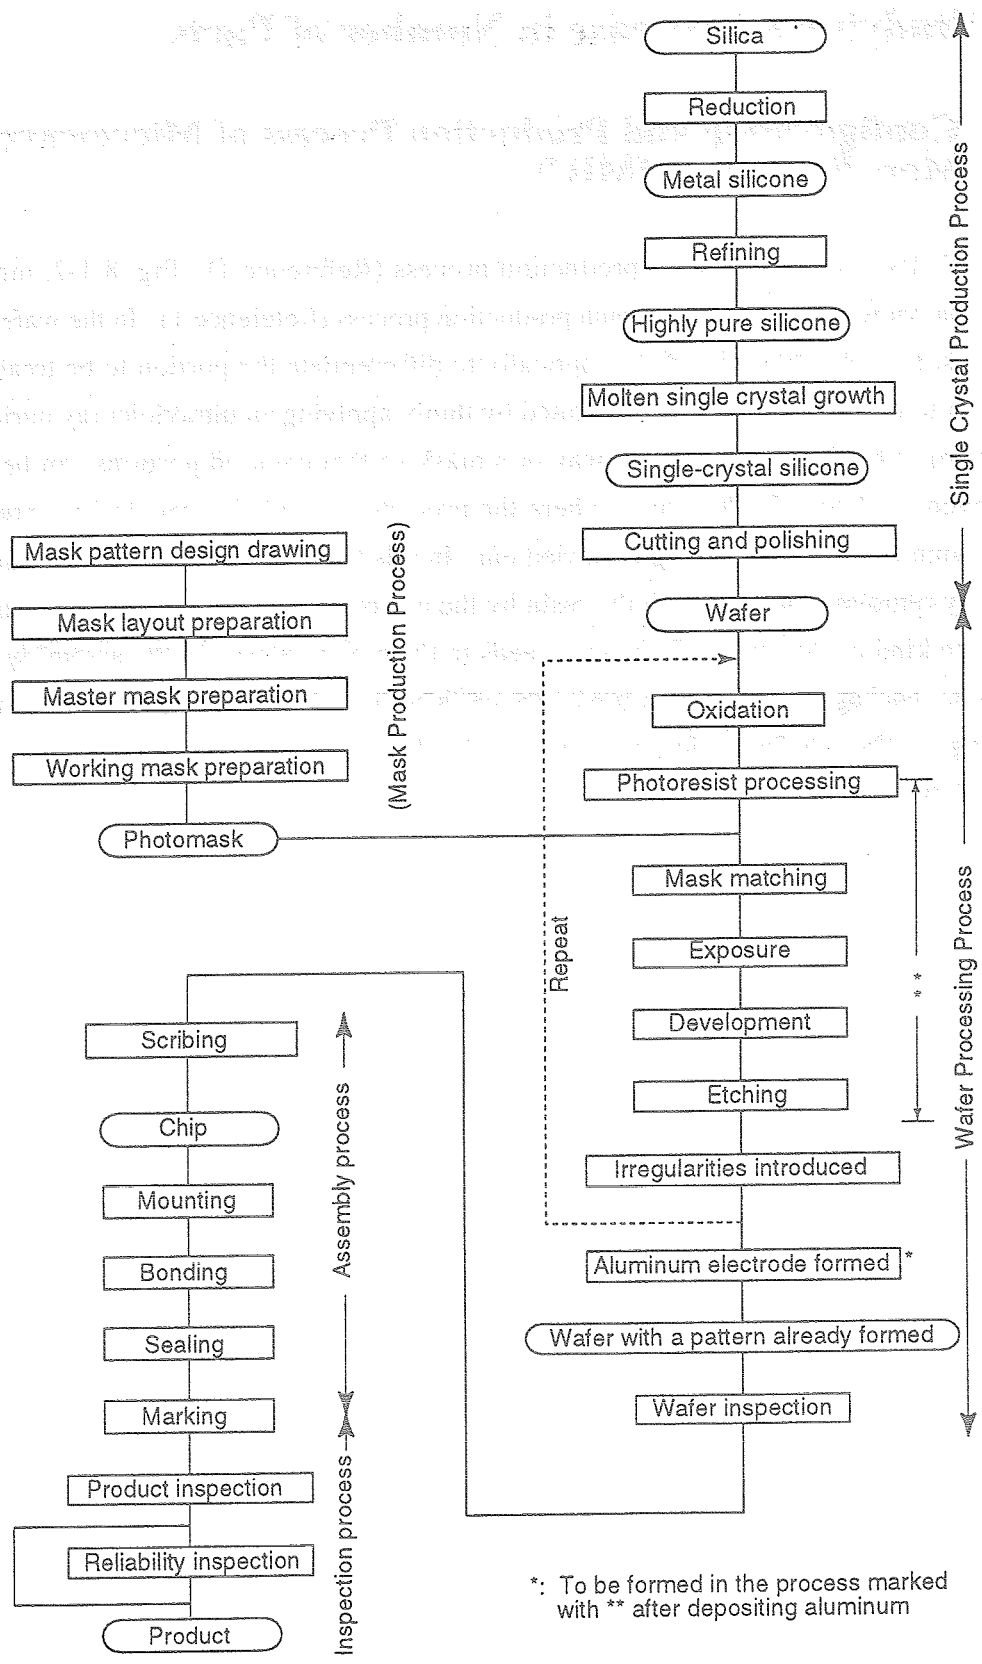 Silica
Reduction
Metal silicone
Refining
Highly pure silicone
Molten single crystal growth
Single-crystal silicone
Cutting and polishing
Single Crystal Production Process
Mask pattern design drawing
Mask layout preparation
Master mask preparation
Working mask preparation
Photomask
(Mask Production Process)
Wafer
Oxidation
Photoresist processing
Mask matching
Exposure
Development
Etching
Irregularities introduced
Repeat
**
Aluminum electrode formed *
Wafer with a pattern already formed
Wafer inspection
Wafer Processing Process
Scribing
Chip
Mounting
Bonding
Sealing
Marking
Assembly process
Product inspection
Reliability inspection
Product
Inspection process
*: To be formed in the process marked
with ** after depositing aluminum